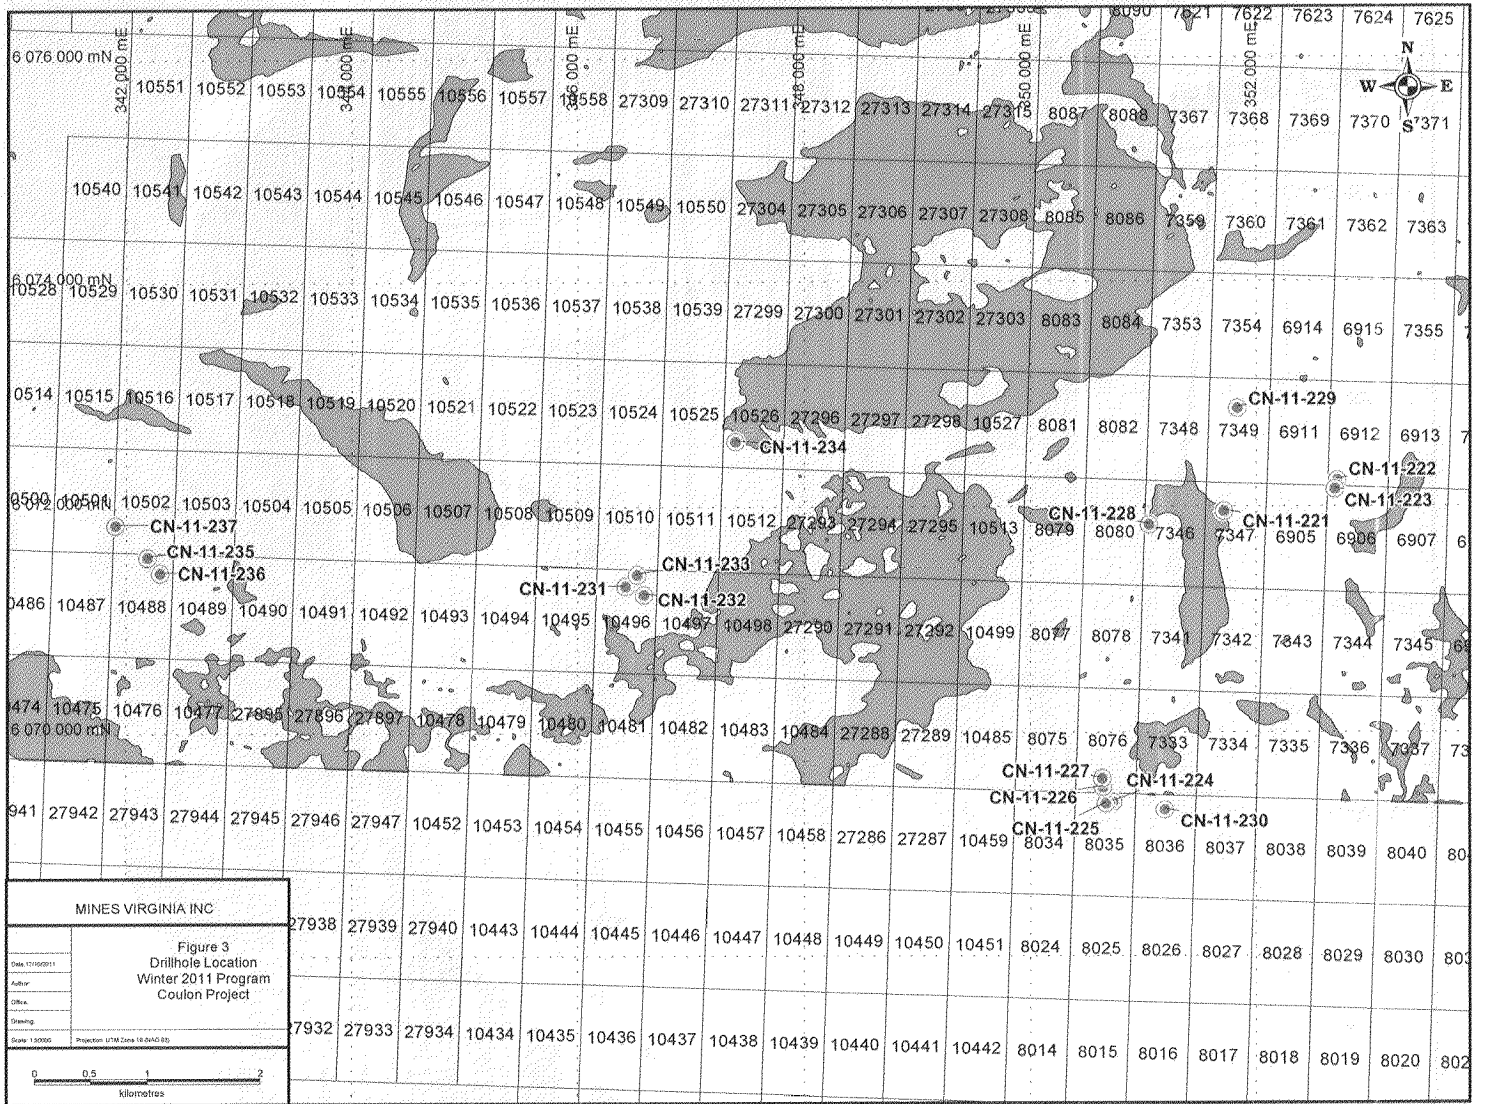 8090 7621 7622 7623 7624 7625
6 076 000 mN
342 000 mE
350 000 mE
352 000 mE
N
W E
S
10551 10552 10553 10554 10555 10556 10557 10558 27309 27310 27311 27312 27313 27314 27315 8087 8088 7367 7368 7369 7370 7371
10540 10541 10542 10543 10544 10545 10546 10547 10548 10549 10550 27304 27305 27306 27307 27308 8085 8086 7359 7360 7361 7362 7363
6 074 000 mN
10528 10529 10530 10531 10532 10533 10534 10535 10536 10537 10538 10539 27299 27300 27301 27302 27303 8083 8084 7353 7354 6914 6915 7355
CN-11-229
0514 10515 10516 10517 10518 10519 10520 10521 10522 10523 10524 10525 10526 27296 27297 27298 10527 8081 8082 7348 7349 6911 6912 6913
CN-11-234
CN-11-222
CN-11-223
0500 10501 10502 10503 10504 10505 10506 10507 10508 10509 10510 10511 10512 27293 27294 27295 10513 8079 8080 7346 7347 6905 6906 6907
6 072 000 mN
CN-11-228
CN-11-221
CN-11-237
CN-11-235
CN-11-236
CN-11-233
CN-11-231
CN-11-232
0486 10487 10488 10489 10490 10491 10492 10493 10494 10495 10496 10497 10498 27290 27291 27292 10499 8077 8078 7341 7342 7343 7344 7345
474 10475 10476 10477 27895 27896 27897 10478 10479 10480 10481 10482 10483 10484 27288 27289 10485 8075 8076 7333 7334 7335 7336 7337
6 070 000 mN
CN-11-227
CN-11-224
CN-11-226
CN-11-225
CN-11-230
941 27942 27943 27944 27945 27946 27947 10452 10453 10454 10455 10456 10457 10458 27286 27287 10459 8034 8035 8036 8037 8038 8039 8040
27938 27939 27940 10443 10444 10445 10446 10447 10448 10449 10450 10451 8024 8025 8026 8027 8028 8029 8030
27932 27933 27934 10434 10435 10436 10437 10438 10439 10440 10441 10442 8014 8015 8016 8017 8018 8019 8020
MINES VIRGINIA INC
Figure 3
Drillhole Location
Winter 2011 Program
Coulon Project
Author:
Office:
Drawing:
0 0.5 1 2
kilometres